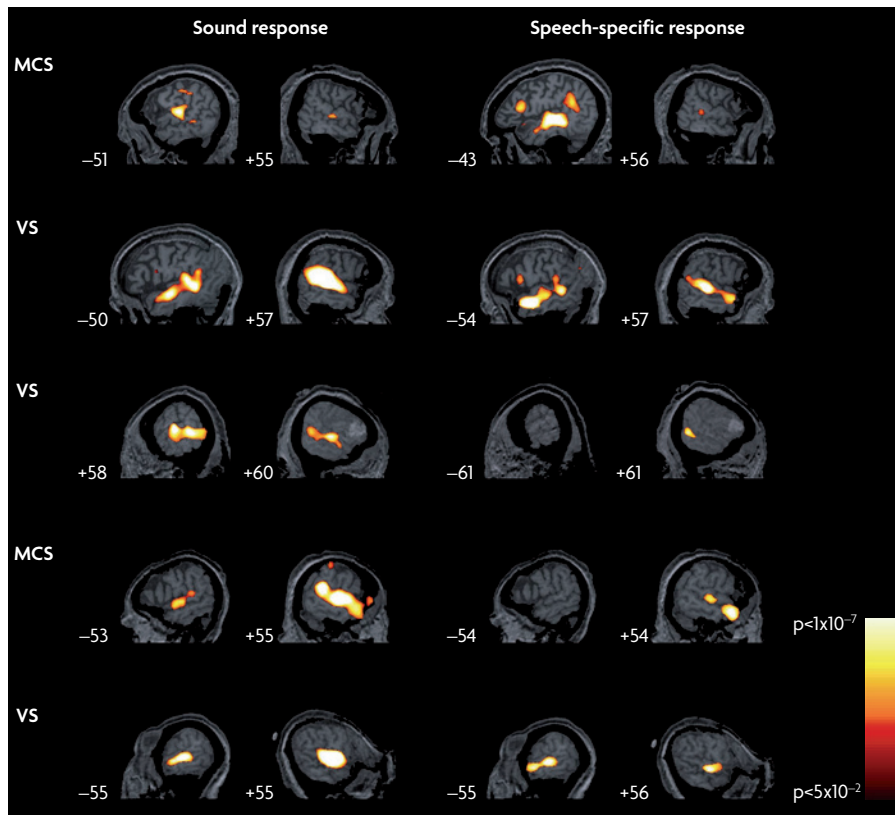 Sound response Speech-specific response
MCS
−51 +55 −43 +56
VS
−50 +57 −54 +57
VS
+58 +60 −61 +61
MCS
−53 +55 −54 +54
p<1x10⁻⁷
VS
−55 +55 −55 +56
p<5x10⁻²